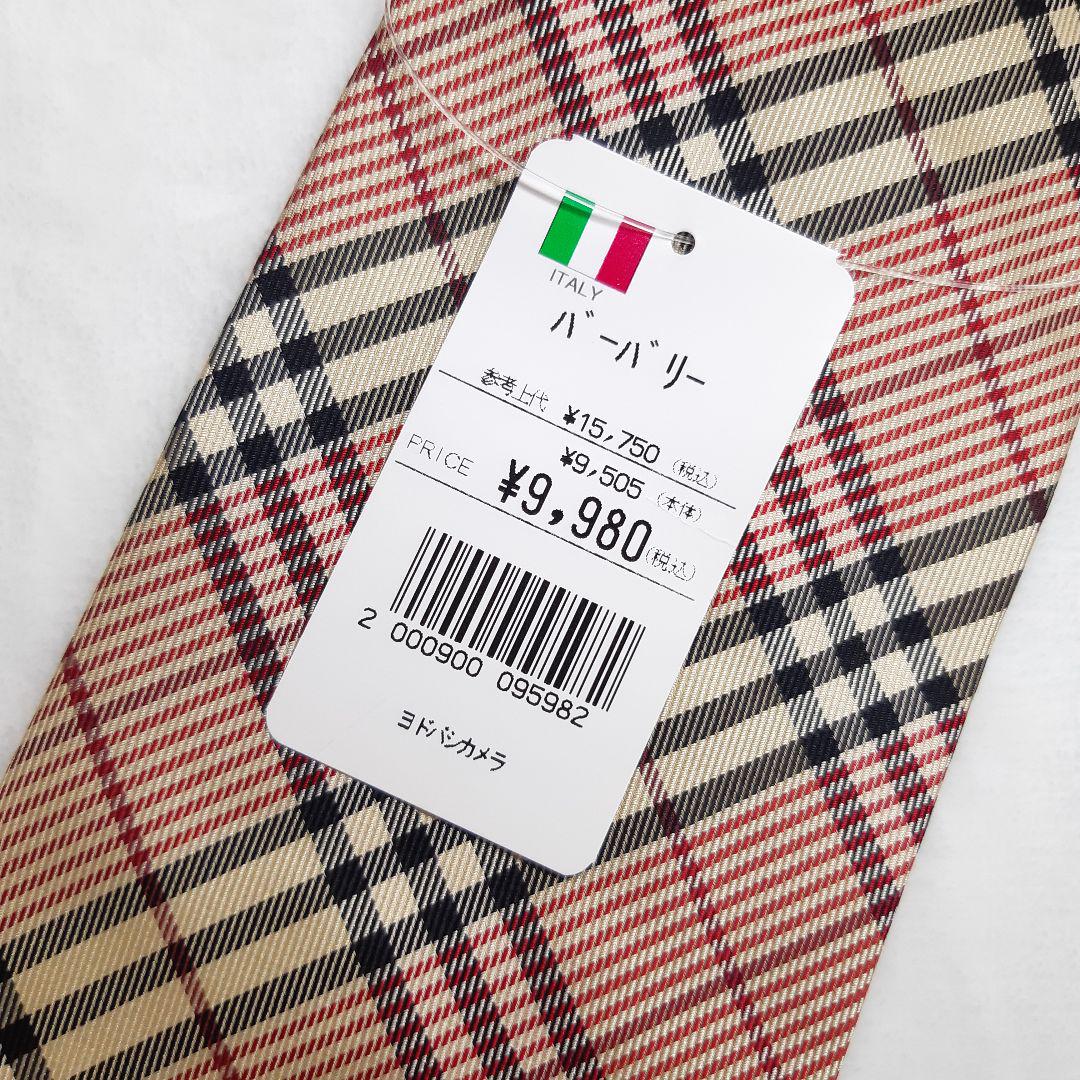 ITALY
バーバリー
参考上代 ¥15,750 (税込)
¥9,505 (本体)
PRICE ¥9,980 (税込)
2 000900 095982
ヨドバシカメラ